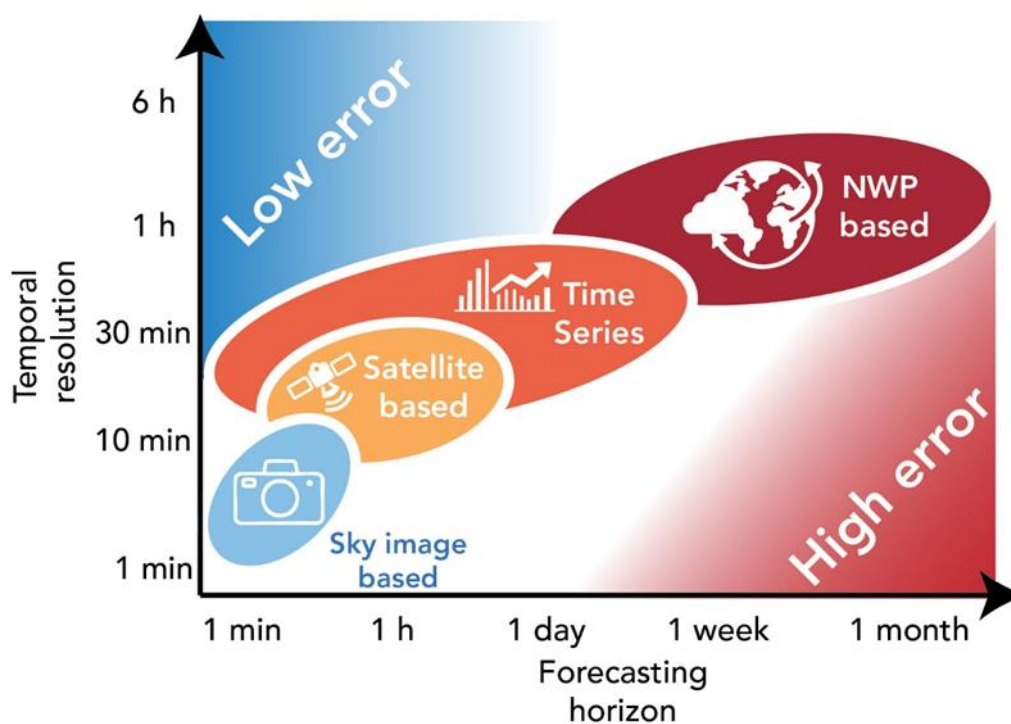 Temporal
resolution
6 h
1 h
30 min
10 min
1 min
Low error
NWP
based
Time
Series
Satellite
based
Sky image
based
High error
1 min
1 h
1 day
1 week
1 month
Forecasting
horizon